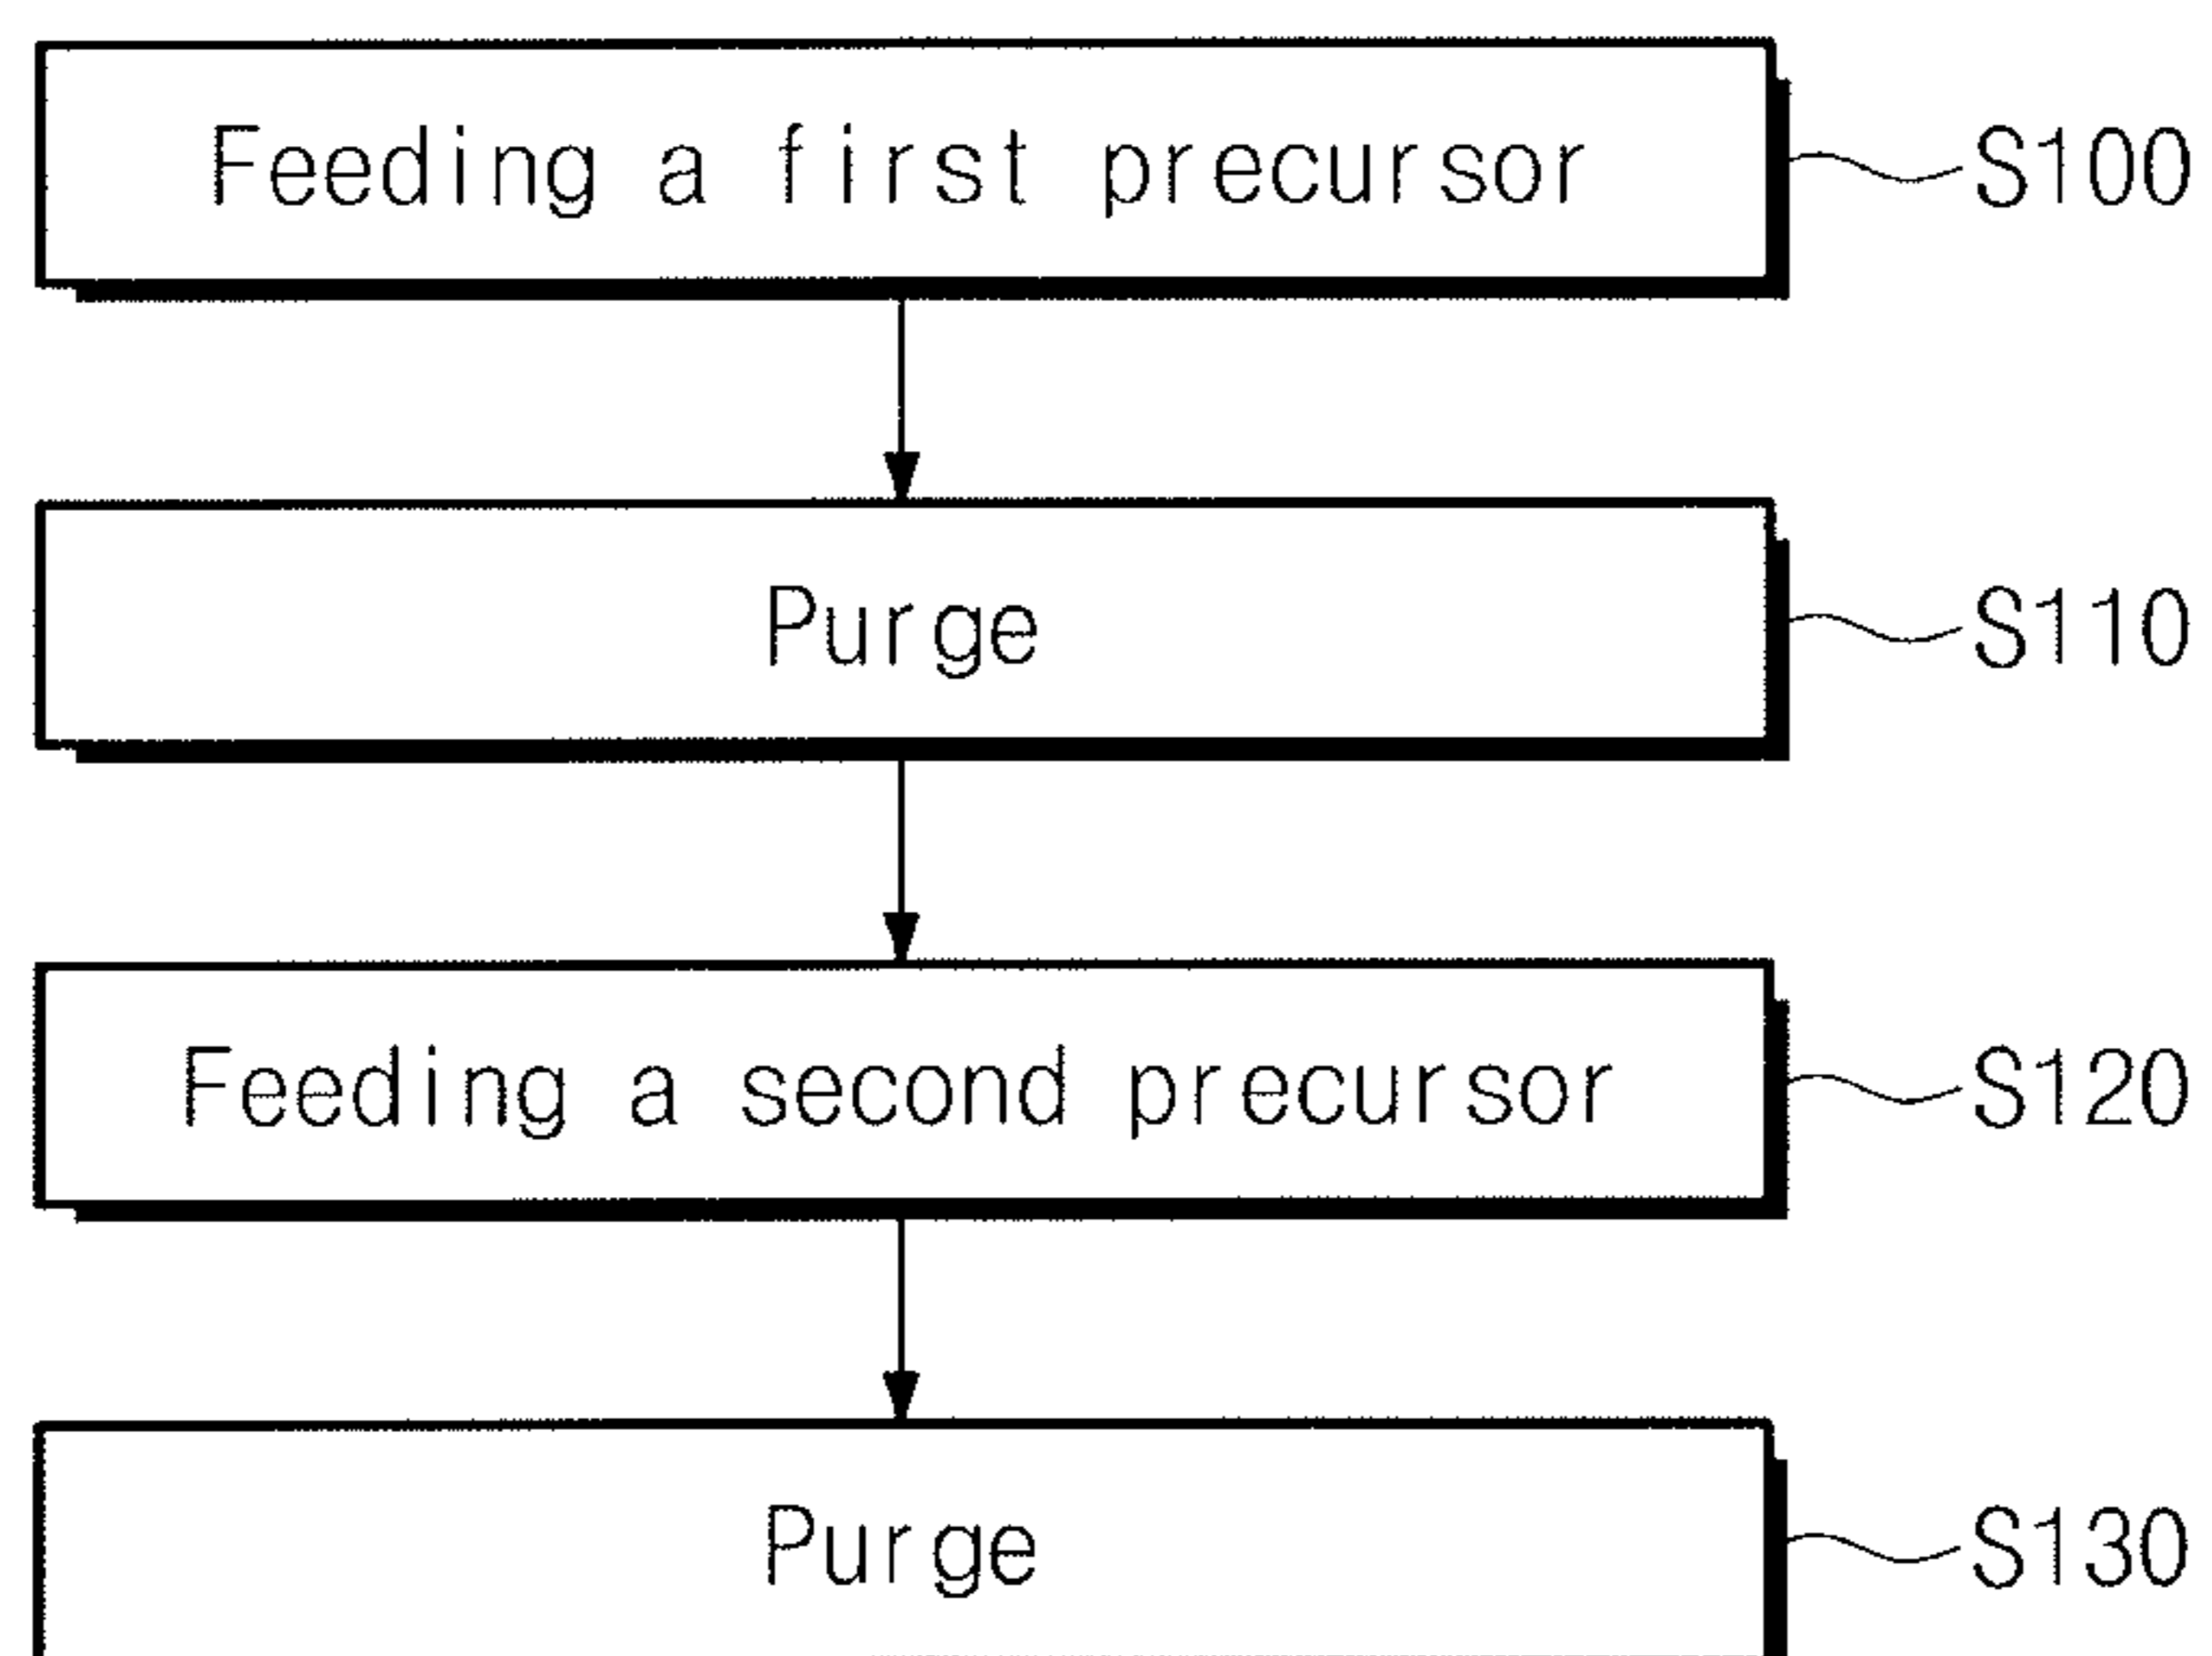 Feeding a first precursor S100
Purge S110
Feeding a second precursor S120
Purge S130